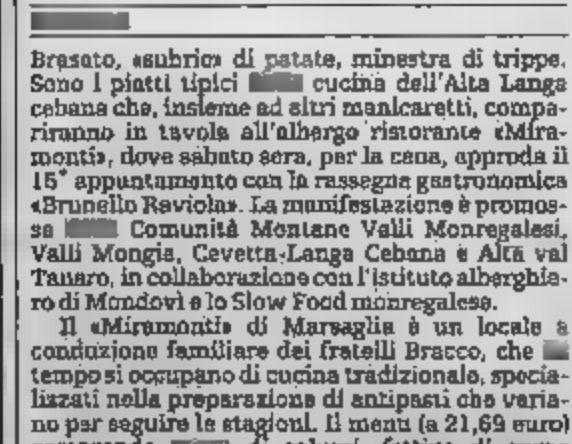 Brasato, «subric» di patate, minestra di trippe.
Sono i piatti tipici cucina dell'Alta Langa
cebana che, insieme ad altri manicaretti, compa-
riranno in tavola all'albergo ristorante «Mira-
monti», dove sabato sera, per la cena, approda il
15° appuntamento con la rassegna gastronomica
«Brunello Raviola». La manifestazione è promos-
sa Comunità Montane Valli Monregalesi,
Valli Mongia, Cevetta-Langa Cebana e Alta val
Tanaro, in collaborazione con l'istituto alberghie-
ro di Mondovì e lo Slow Food monregalese.
Il «Miramonti» di Marsaglia è un locale a
conduzione familiare dei fratelli Bracco, che
tempo si occupano di cucina tradizionale, specia-
lizzati nella preparazione di antipasti che varia-
no per seguire le stagioni. Il menu (a 21,69 euro)